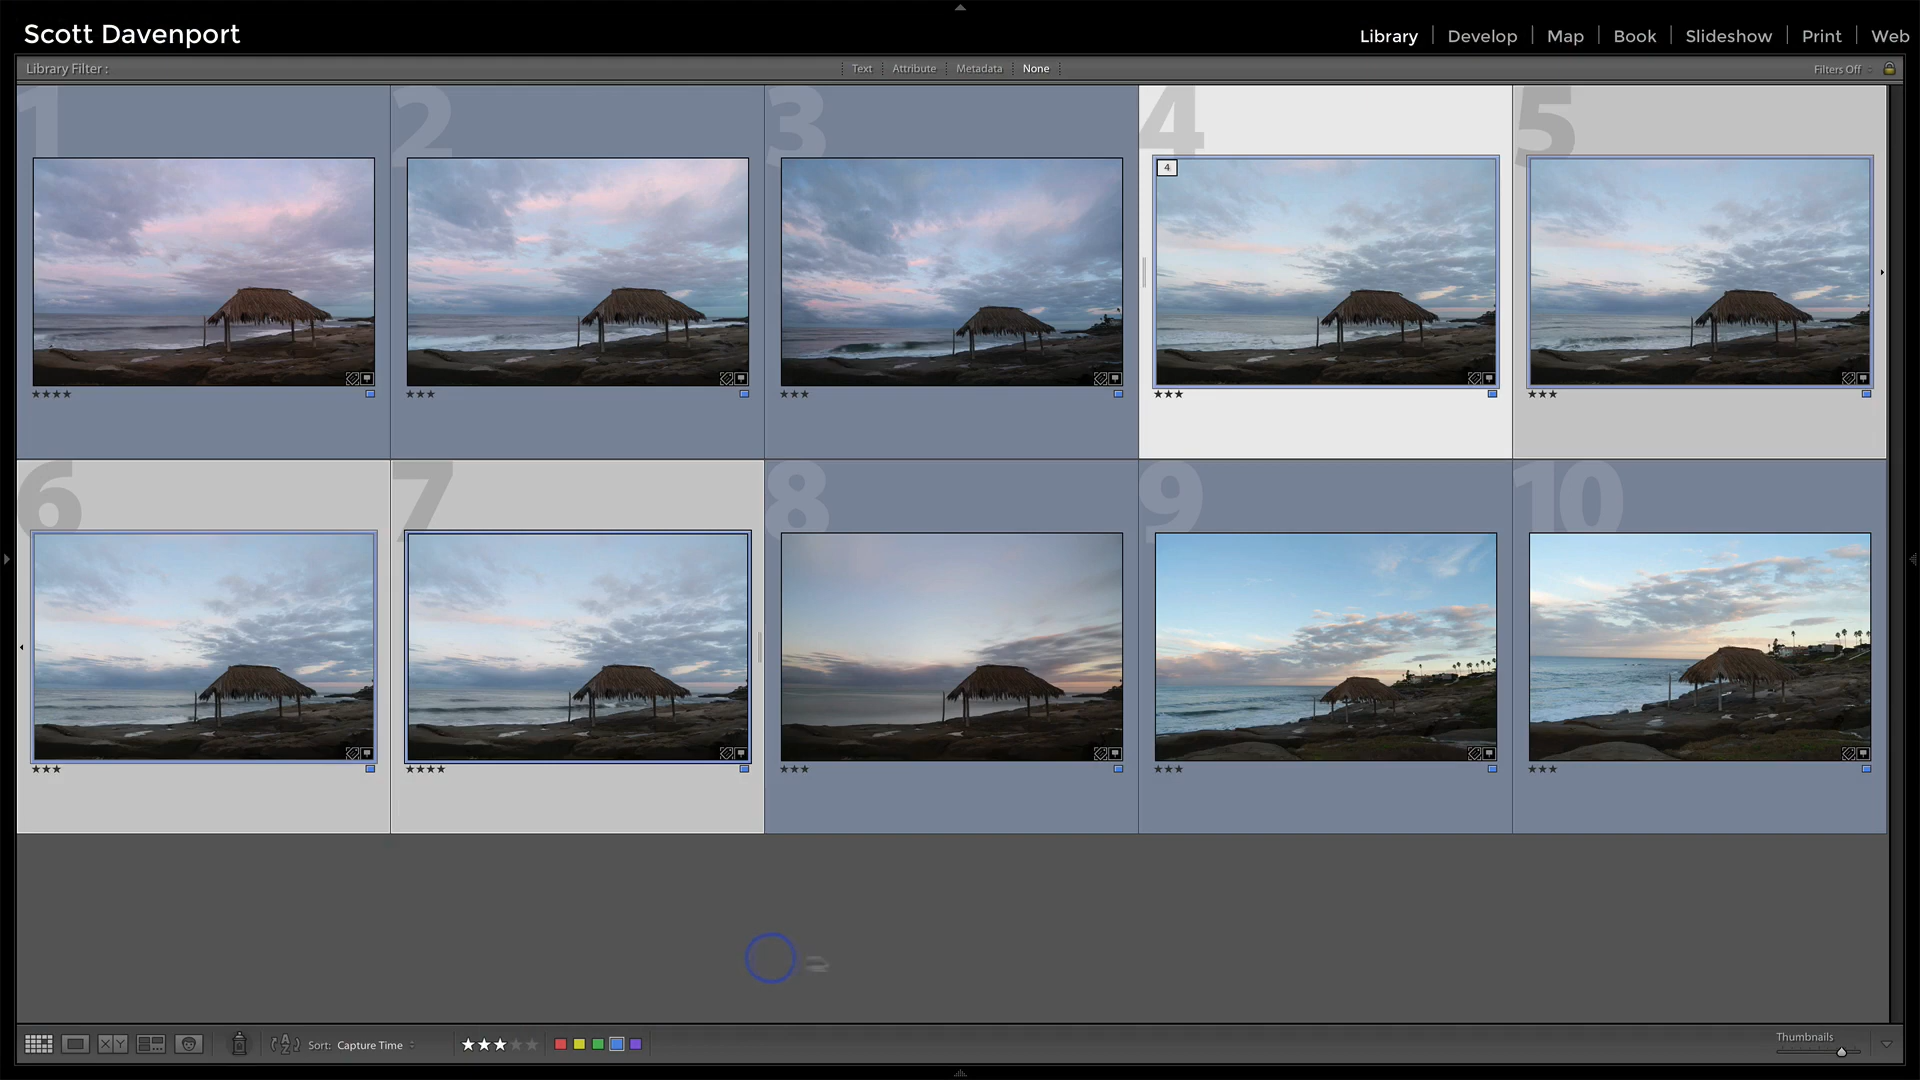 Scott Davenport
Library Develop Map Book Slideshow Print Web
Library Filter : Text Attribute Metadata None Filters Off
1 2 3 4 5
4
6 7 8 9 10
Sort: Capture Time
Thumbnails